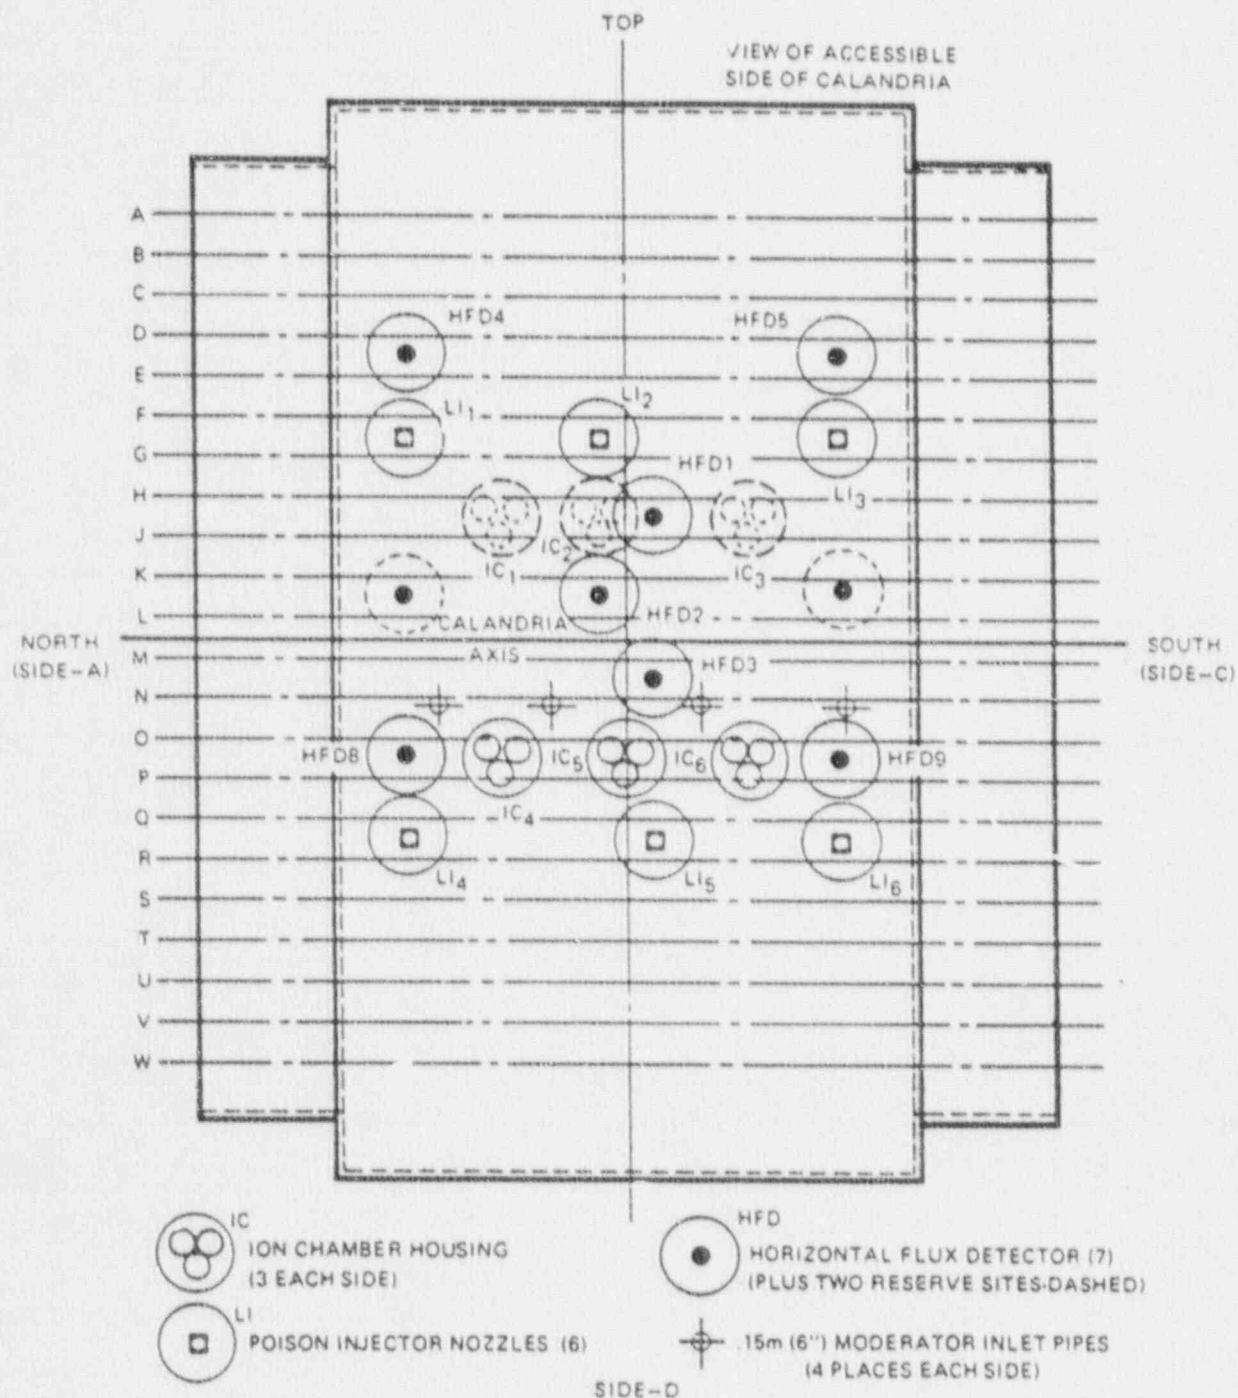 TOP
VIEW OF ACCESSIBLE
SIDE OF CALANDRIA
A
B
C
HFD4
HFD5
D
E
LI1
LI2
F
G
HFD1
LI3
H
J
IC2
IC1
IC3
K
L
CALANDRIA
HFD2
NORTH
(SIDE-A)
SOUTH
(SIDE-C)
M
AXIS
HFD3
N
O
HFD8
IC5
IC6
HFD9
P
Q
IC4
R
LI4
LI5
LI6
S
T
U
V
W
IC
ION CHAMBER HOUSING
(3 EACH SIDE)
HFD
HORIZONTAL FLUX DETECTOR (7)
(PLUS TWO RESERVE SITES-DASHED)
LI
POISON INJECTOR NOZZLES (6)
.15m (6") MODERATOR INLET PIPES
(4 PLACES EACH SIDE)
SIDE-D